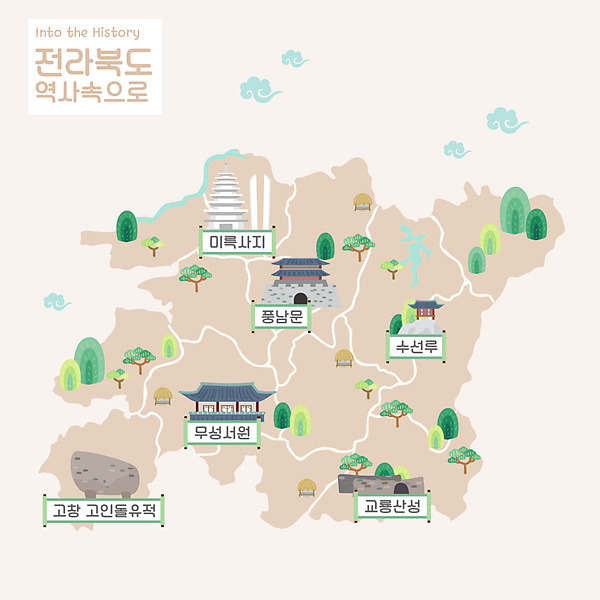 Into the History
전라북도
역사속으로
미륵사지
풍남문
수선루
무성서원
고창 고인돌유적
교룡산성